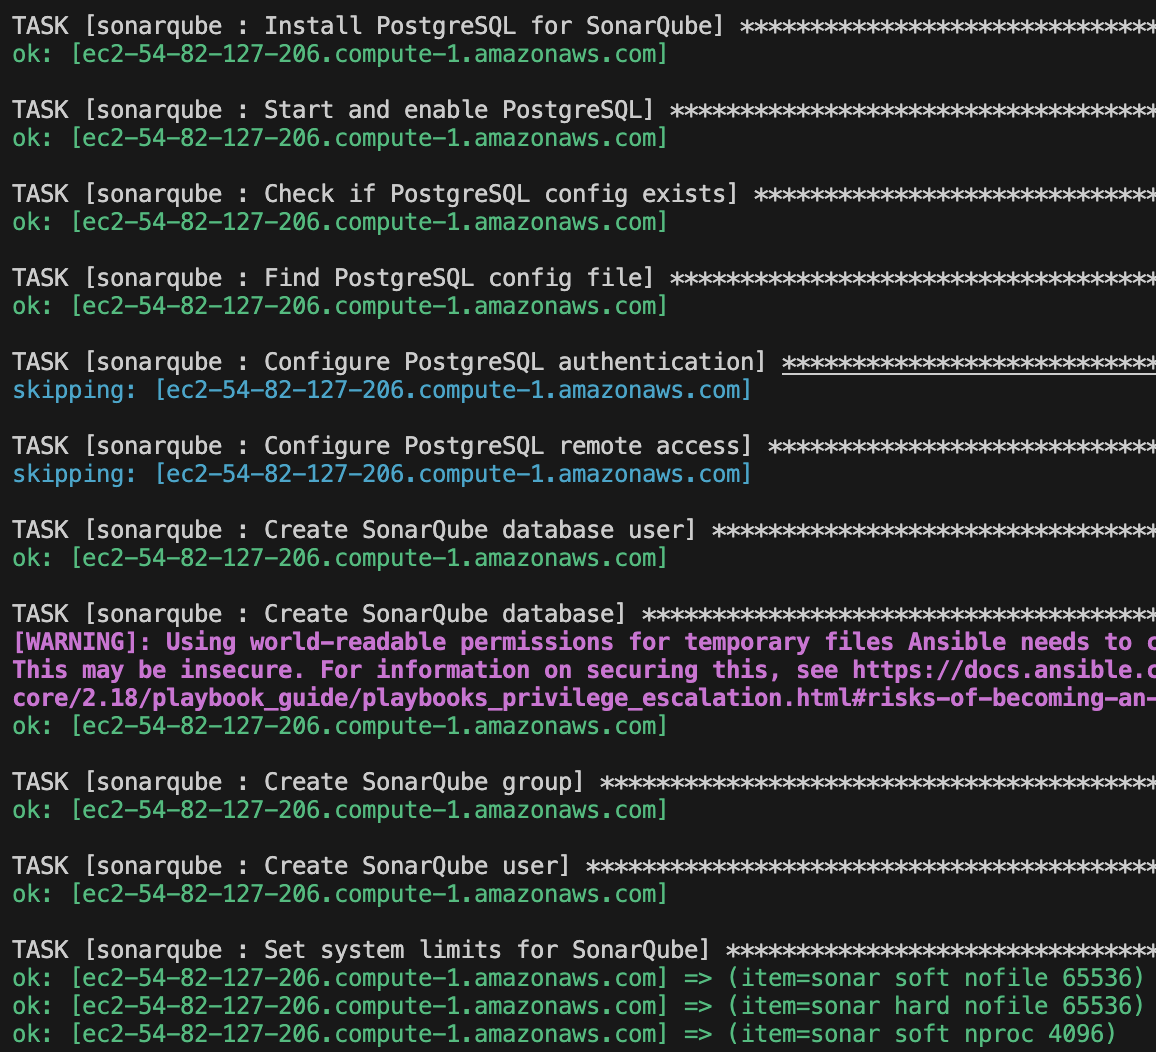 TASK [sonarqube : Install PostgreSQL for SonarQube] ******************************
ok: [ec2-54-82-127-206.compute-1.amazonaws.com]
TASK [sonarqube : Start and enable PostgreSQL] ***********************************
ok: [ec2-54-82-127-206.compute-1.amazonaws.com]
TASK [sonarqube : Check if PostgreSQL config exists] *****************************
ok: [ec2-54-82-127-206.compute-1.amazonaws.com]
TASK [sonarqube : Find PostgreSQL config file] ***********************************
ok: [ec2-54-82-127-206.compute-1.amazonaws.com]
TASK [sonarqube : Configure PostgreSQL authentication] ***************************
skipping: [ec2-54-82-127-206.compute-1.amazonaws.com]
TASK [sonarqube : Configure PostgreSQL remote access] ****************************
skipping: [ec2-54-82-127-206.compute-1.amazonaws.com]
TASK [sonarqube : Create SonarQube database user] ********************************
ok: [ec2-54-82-127-206.compute-1.amazonaws.com]
TASK [sonarqube : Create SonarQube database] *************************************
[WARNING]: Using world-readable permissions for temporary files Ansible needs to c
This may be insecure. For information on securing this, see https://docs.ansible.c
core/2.18/playbook_guide/playbooks_privilege_escalation.html#risks-of-becoming-an-
ok: [ec2-54-82-127-206.compute-1.amazonaws.com]
TASK [sonarqube : Create SonarQube group] ****************************************
ok: [ec2-54-82-127-206.compute-1.amazonaws.com]
TASK [sonarqube : Create SonarQube user] *****************************************
ok: [ec2-54-82-127-206.compute-1.amazonaws.com]
TASK [sonarqube : Set system limits for SonarQube] *******************************
ok: [ec2-54-82-127-206.compute-1.amazonaws.com] => (item=sonar soft nofile 65536)
ok: [ec2-54-82-127-206.compute-1.amazonaws.com] => (item=sonar hard nofile 65536)
ok: [ec2-54-82-127-206.compute-1.amazonaws.com] => (item=sonar soft nproc 4096)